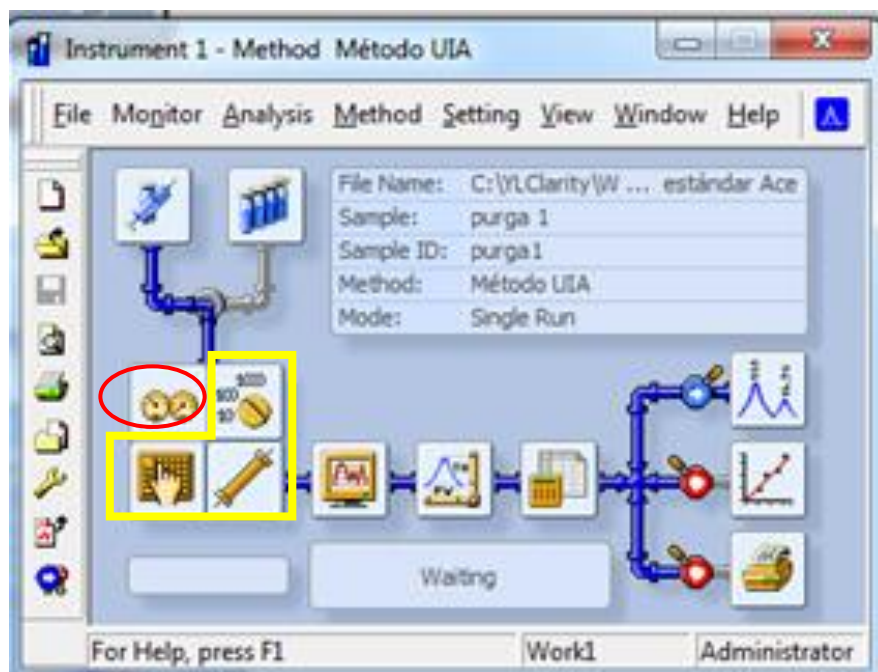 Instrument 1 - Method Método UIA
File Monitor Analysis Method Setting View Window Help
File Name: C:\YLClarity\W ... estándar Ace
Sample: purga 1
Sample ID: purga1
Method: Método UIA
Mode: Single Run
Waiting
For Help, press F1 Work1 Administrator